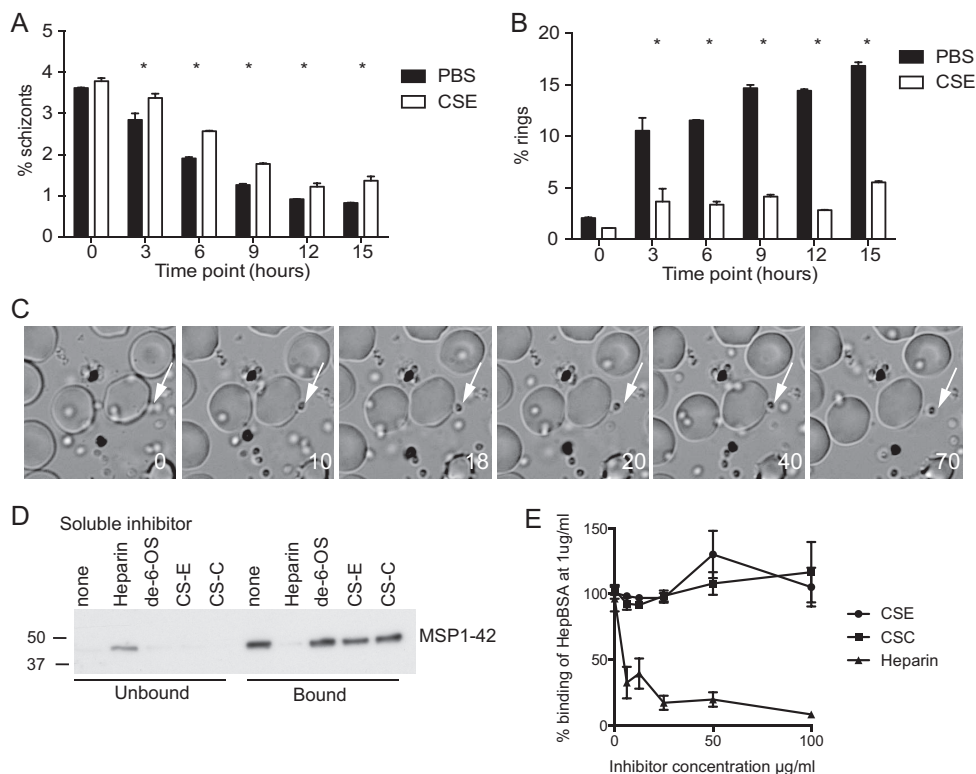 A
% schizonts
5
4
3
2
1
0
* * * * *
PBS
CSE
0 3 6 9 12 15
Time point (hours)
B
% rings
20
15
10
5
0
* * * * *
PBS
CSE
0 3 6 9 12 15
Time point (hours)
C
0 10 18 20 40 70
D
Soluble inhibitor
none
Heparin
de-6-OS
CS-E
CS-C
none
Heparin
de-6-OS
CS-E
CS-C
50
37
MSP1-42
Unbound
Bound
E
% binding of HepBSA at 1ug/ml
150
100
50
0
0 50 100
Inhibitor concentration µg/ml
CSE
CSC
Heparin